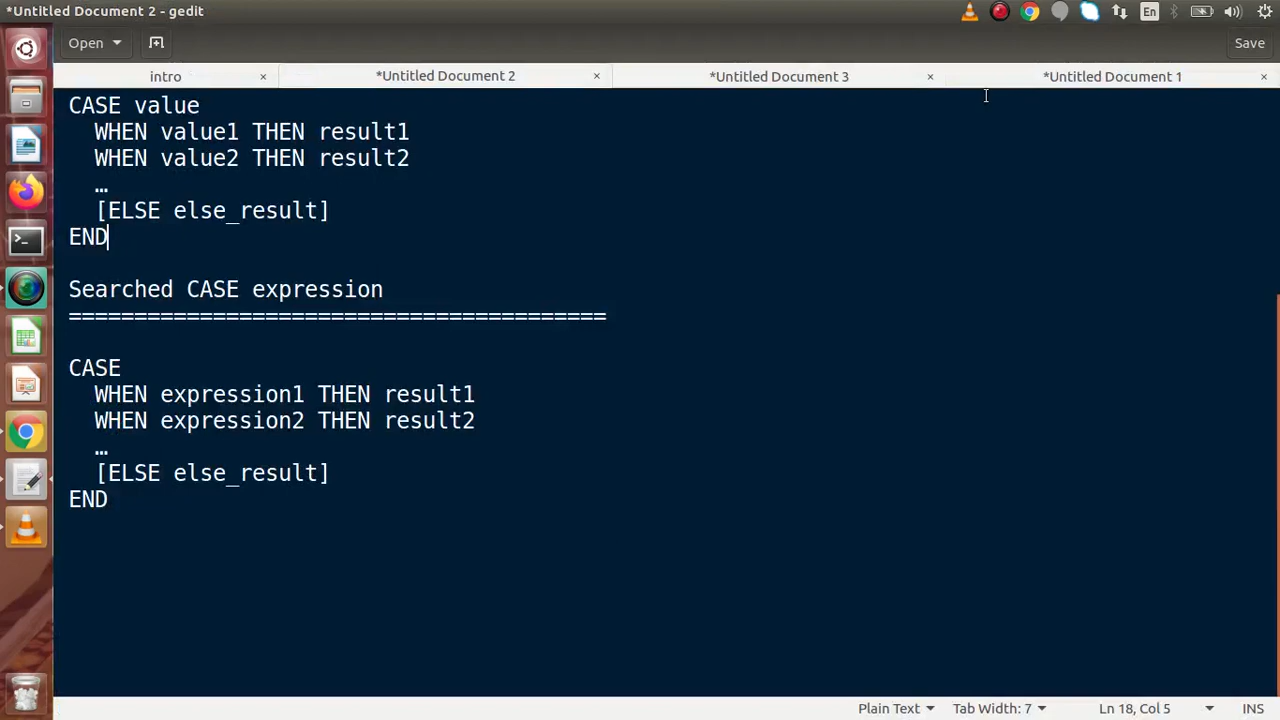 *Untitled Document 2 - gedit
En
Open
Save
intro
*Untitled Document 2
*Untitled Document 3
*Untitled Document 1
CASE value
  WHEN value1 THEN result1
  WHEN value2 THEN result2
  …
  [ELSE else_result]
END
Searched CASE expression
=========================================
CASE
  WHEN expression1 THEN result1
  WHEN expression2 THEN result2
  …
  [ELSE else_result]
END
Plain Text
Tab Width: 7
Ln 18, Col 5
INS